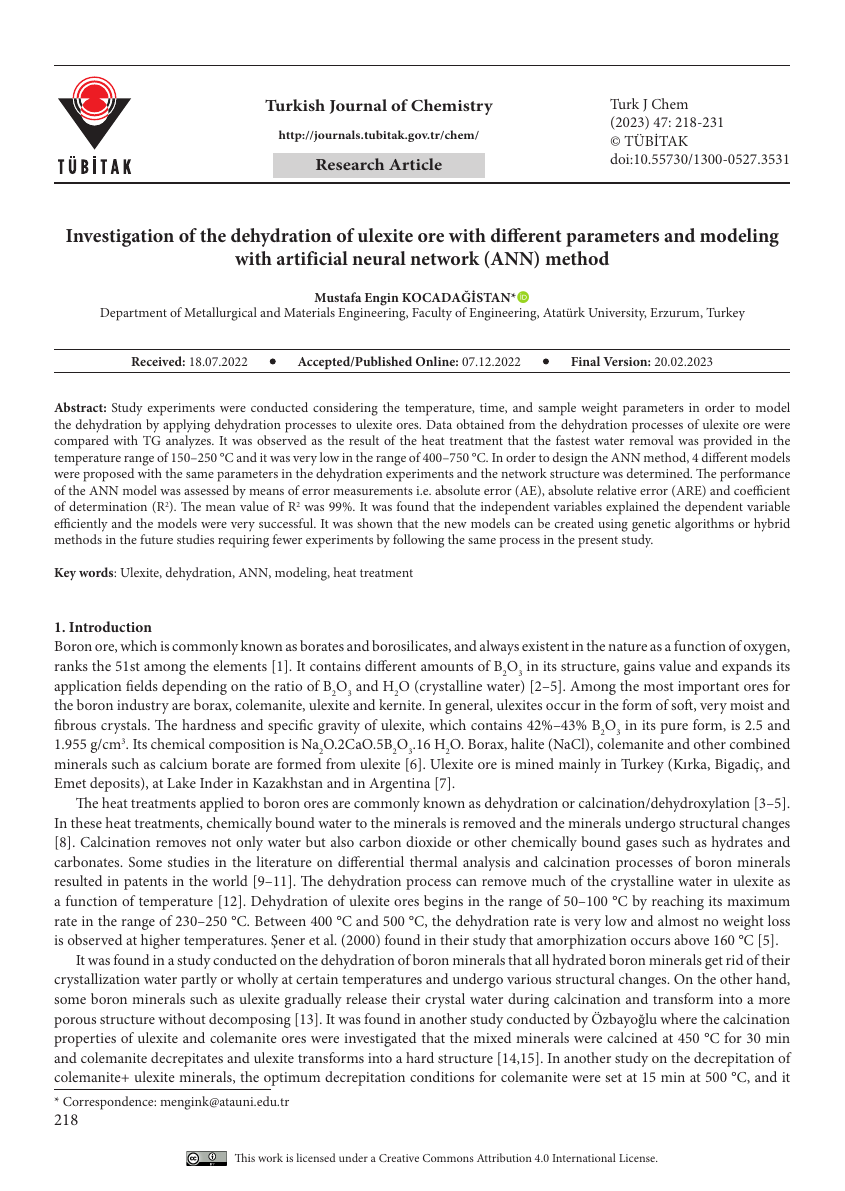 TÜBİTAK
Turkish Journal of Chemistry
http://journals.tubitak.gov.tr/chem/
Research Article
Turk J Chem
(2023) 47: 218-231
© TÜBİTAK
doi:10.55730/1300-0527.3531
Investigation of the dehydration of ulexite ore with different parameters and modeling
with artificial neural network (ANN) method
Mustafa Engin KOCADAĞİSTAN*
Department of Metallurgical and Materials Engineering, Faculty of Engineering, Atatürk University, Erzurum, Turkey
Received: 18.07.2022 ● Accepted/Published Online: 07.12.2022 ● Final Version: 20.02.2023
Abstract: Study experiments were conducted considering the temperature, time, and sample weight parameters in order to model
the dehydration by applying dehydration processes to ulexite ores. Data obtained from the dehydration processes of ulexite ore were
compared with TG analyzes. It was observed as the result of the heat treatment that the fastest water removal was provided in the
temperature range of 150–250 °C and it was very low in the range of 400–750 °C. In order to design the ANN method, 4 different models
were proposed with the same parameters in the dehydration experiments and the network structure was determined. The performance
of the ANN model was assessed by means of error measurements i.e. absolute error (AE), absolute relative error (ARE) and coefficient
of determination (R²). The mean value of R² was 99%. It was found that the independent variables explained the dependent variable
efficiently and the models were very successful. It was shown that the new models can be created using genetic algorithms or hybrid
methods in the future studies requiring fewer experiments by following the same process in the present study.
Key words: Ulexite, dehydration, ANN, modeling, heat treatment
1. Introduction
Boron ore, which is commonly known as borates and borosilicates, and always existent in the nature as a function of oxygen,
ranks the 51st among the elements [1]. It contains different amounts of B₂O₃ in its structure, gains value and expands its
application fields depending on the ratio of B₂O₃ and H₂O (crystalline water) [2–5]. Among the most important ores for
the boron industry are borax, colemanite, ulexite and kernite. In general, ulexites occur in the form of soft, very moist and
fibrous crystals. The hardness and specific gravity of ulexite, which contains 42%–43% B₂O₃ in its pure form, is 2.5 and
1.955 g/cm³. Its chemical composition is Na₂O.2CaO.5B₂O₃.16 H₂O. Borax, halite (NaCl), colemanite and other combined
minerals such as calcium borate are formed from ulexite [6]. Ulexite ore is mined mainly in Turkey (Kırka, Bigadiç, and
Emet deposits), at Lake Inder in Kazakhstan and in Argentina [7].
The heat treatments applied to boron ores are commonly known as dehydration or calcination/dehydroxylation [3–5].
In these heat treatments, chemically bound water to the minerals is removed and the minerals undergo structural changes
[8]. Calcination removes not only water but also carbon dioxide or other chemically bound gases such as hydrates and
carbonates. Some studies in the literature on differential thermal analysis and calcination processes of boron minerals
resulted in patents in the world [9–11]. The dehydration process can remove much of the crystalline water in ulexite as
a function of temperature [12]. Dehydration of ulexite ores begins in the range of 50–100 °C by reaching its maximum
rate in the range of 230–250 °C. Between 400 °C and 500 °C, the dehydration rate is very low and almost no weight loss
is observed at higher temperatures. Şener et al. (2000) found in their study that amorphization occurs above 160 °C [5].
It was found in a study conducted on the dehydration of boron minerals that all hydrated boron minerals get rid of their
crystallization water partly or wholly at certain temperatures and undergo various structural changes. On the other hand,
some boron minerals such as ulexite gradually release their crystal water during calcination and transform into a more
porous structure without decomposing [13]. It was found in another study conducted by Özbayoğlu where the calcination
properties of ulexite and colemanite ores were investigated that the mixed minerals were calcined at 450 °C for 30 min
and colemanite decrepitates and ulexite transforms into a hard structure [14,15]. In another study on the decrepitation of
colemanite+ ulexite minerals, the optimum decrepitation conditions for colemanite were set at 15 min at 500 °C, and it
* Correspondence: mengink@atauni.edu.tr
218
This work is licensed under a Creative Commons Attribution 4.0 International License.